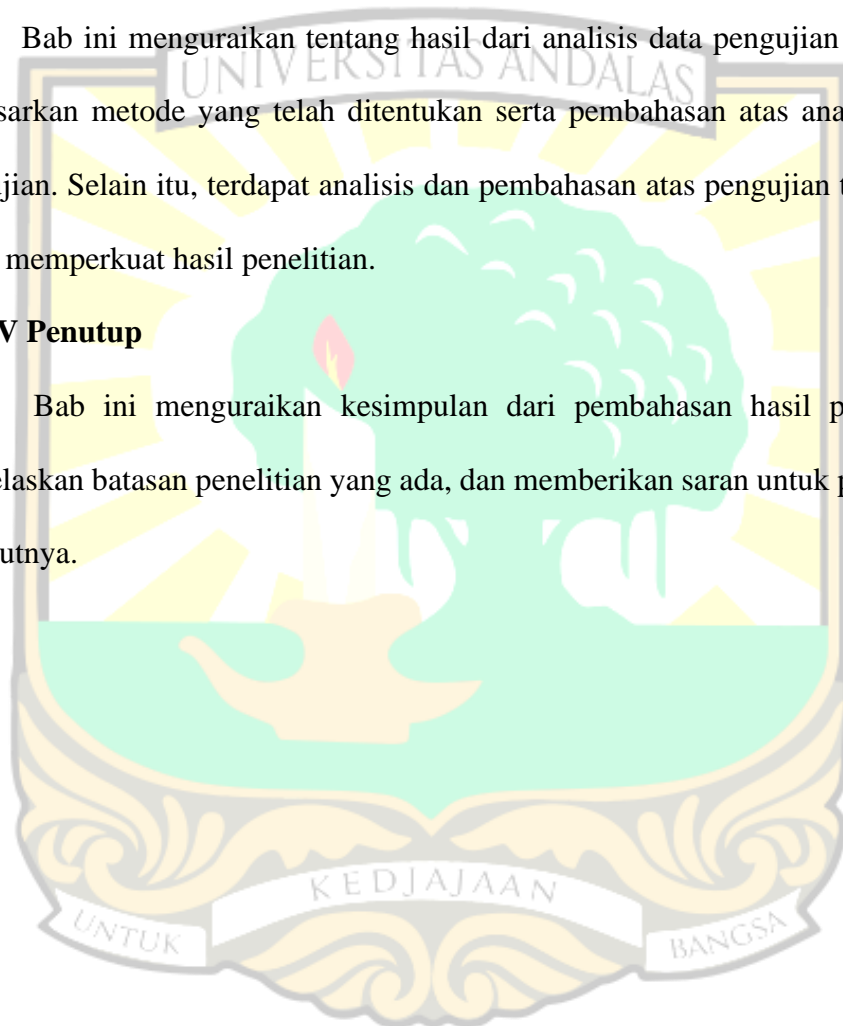 Bab ini menguraikan tentang hasil dari analisis data pengujian
UNIVERSITAS ANDALAS
sarkan metode yang telah ditentukan serta pembahasan atas ana
jian. Selain itu, terdapat analisis dan pembahasan atas pengujian t
memperkuat hasil penelitian.
V Penutup
Bab ini menguraikan kesimpulan dari pembahasan hasil p
elaskan batasan penelitian yang ada, dan memberikan saran untuk p
utnya.
UNTUK KEDJAJAAN BANGSA